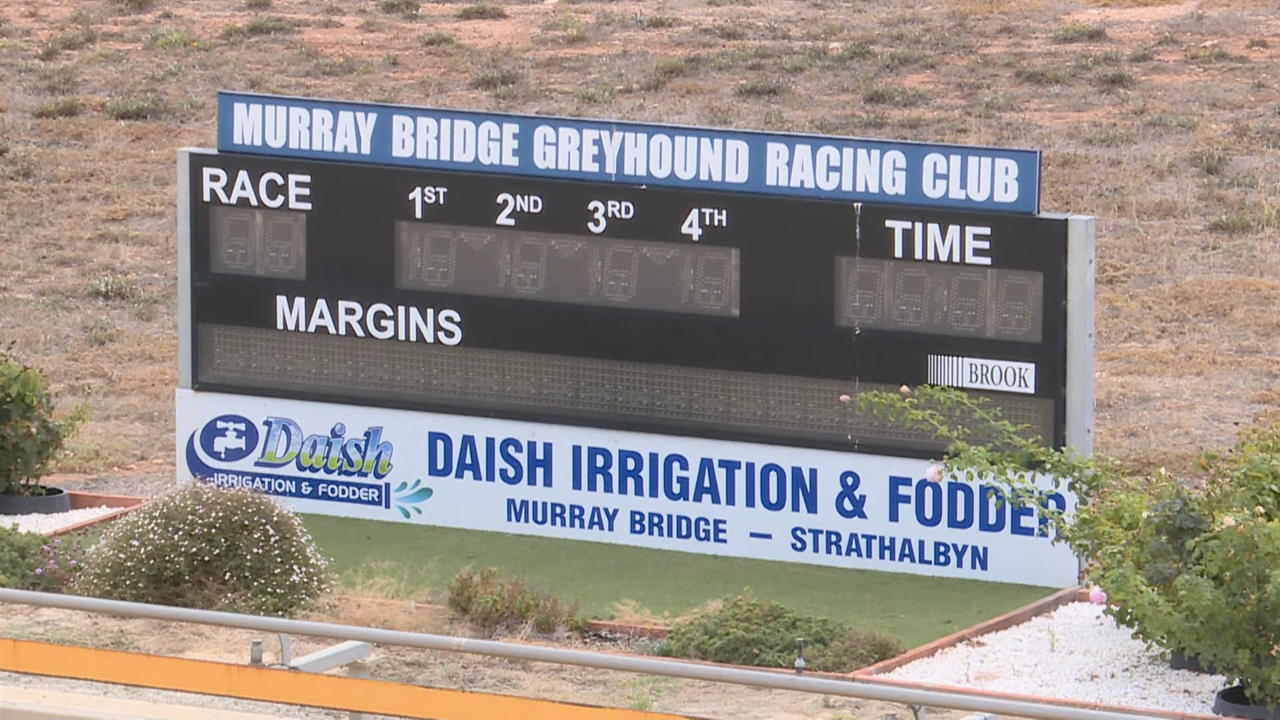 MURRAY BRIDGE GREYHOUND RACING CLUB
RACE 1ST 2ND 3RD 4TH TIME
MARGINS
BROOK
Daish
IRRIGATION & FODDER
DAISH IRRIGATION & FODDER
MURRAY BRIDGE – STRATHALBYN